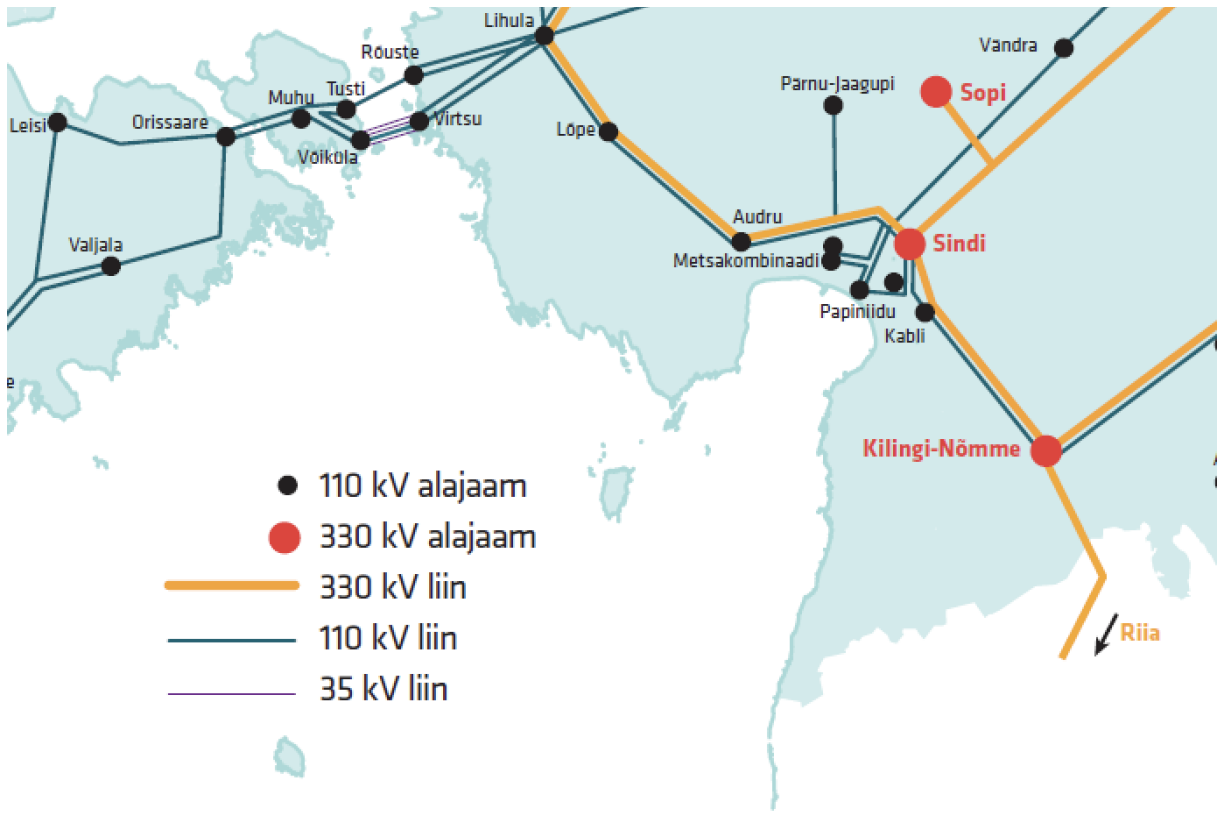 Lihula
Vändra
Rõuste
Pärnu-Jaagupi
Sopi
Tusti
Muhu
Leisi
Orissaare
Virtsu
Lõpe
Võiküla
Audru
Valjala
Sindi
Metsakombinaadi
Papiniidu
Kabli
e
Kilingi-Nõmme
110 kV alajaam
330 kV alajaam
330 kV liin
110 kV liin
Riia
35 kV liin